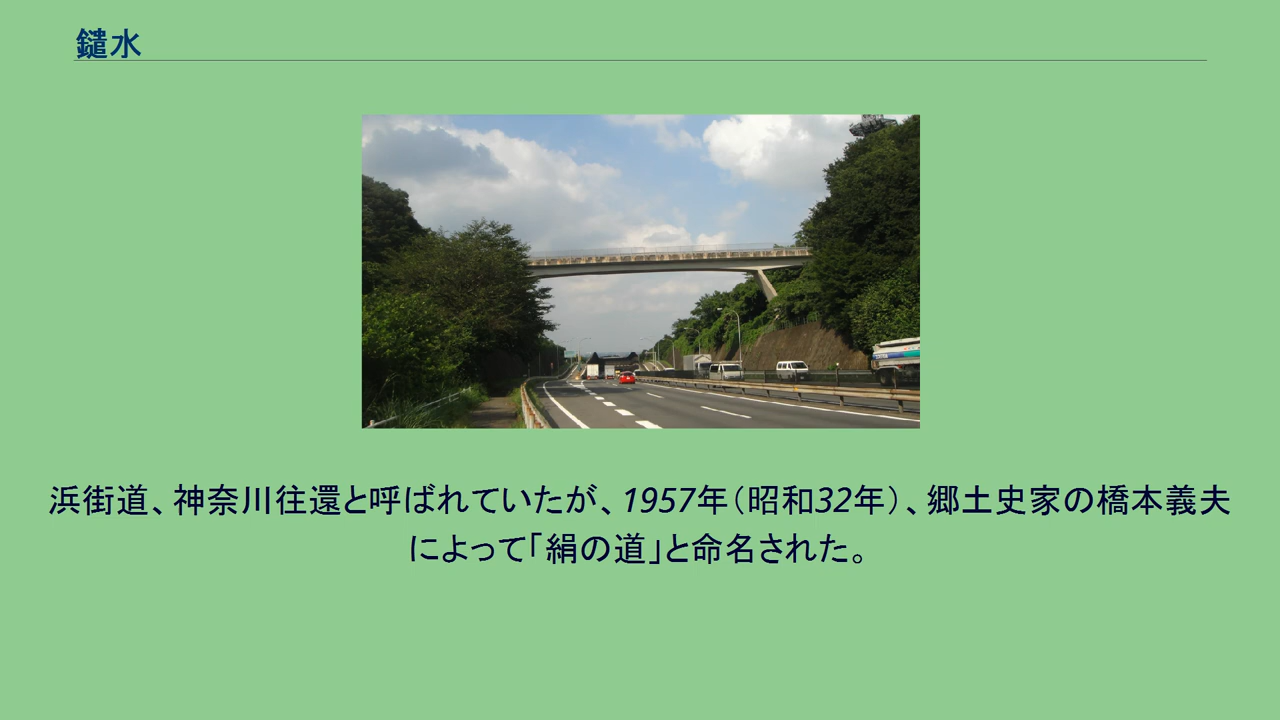 鑓水
浜街道、神奈川往還と呼ばれていたが、1957年（昭和32年）、郷土史家の橋本義夫
によって「絹の道」と命名された。